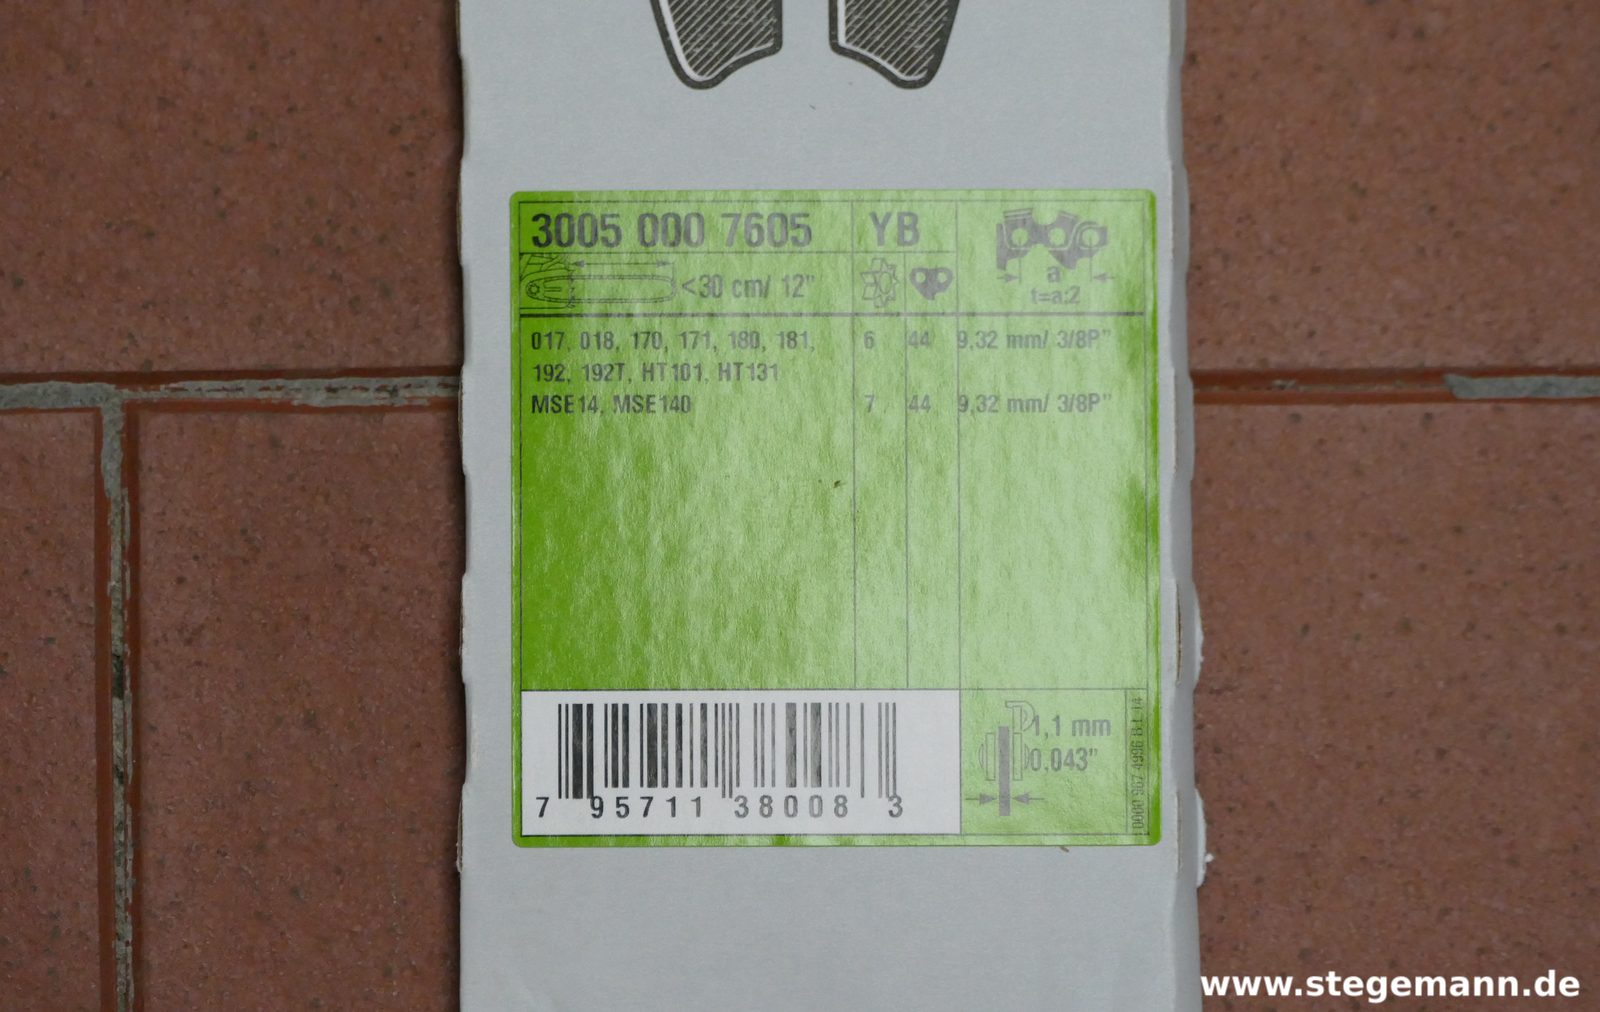 3005 000 7605 YB
<30 cm/ 12"
a
t=a:2
017, 018, 170, 171, 180, 181, 6 44 9,32 mm/ 3/8P"
192, 192T, HT101, HT131
MSE14, MSE140 7 44 9,32 mm/ 3/8P"
1,1 mm
0.043"
7 95711 38008 3
www.stegemann.de